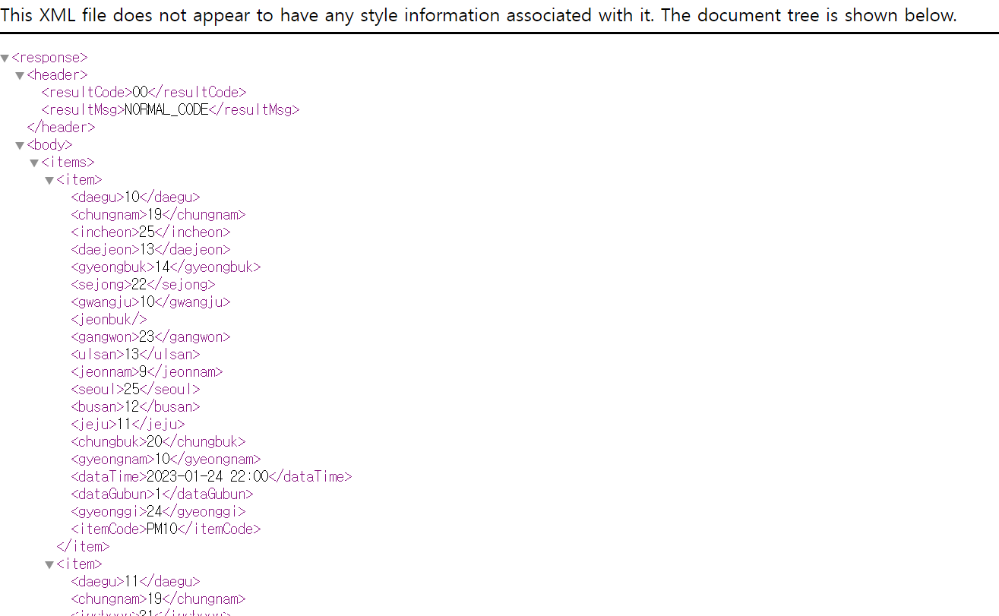 This XML file does not appear to have any style information associated with it. The document tree is shown below.
▼<response>
▼<header>
<resultCode>00</resultCode>
<resultMsg>NORMAL_CODE</resultMsg>
</header>
▼<body>
▼<items>
▼<item>
<daegu>10</daegu>
<chungnam>19</chungnam>
<incheon>25</incheon>
<daejeon>13</daejeon>
<gyeongbuk>14</gyeongbuk>
<sejong>22</sejong>
<gwangju>10</gwangju>
<jeonbuk/>
<gangwon>23</gangwon>
<ulsan>13</ulsan>
<jeonnam>9</jeonnam>
<seoul>25</seoul>
<busan>12</busan>
<jeju>11</jeju>
<chungbuk>20</chungbuk>
<gyeongnam>10</gyeongnam>
<dataTime>2023-01-24 22:00</dataTime>
<dataGubun>1</dataGubun>
<gyeonggi>24</gyeonggi>
<itemCode>PM10</itemCode>
</item>
▼<item>
<daegu>11</daegu>
<chungnam>19</chungnam>
<incheon>21</incheon>